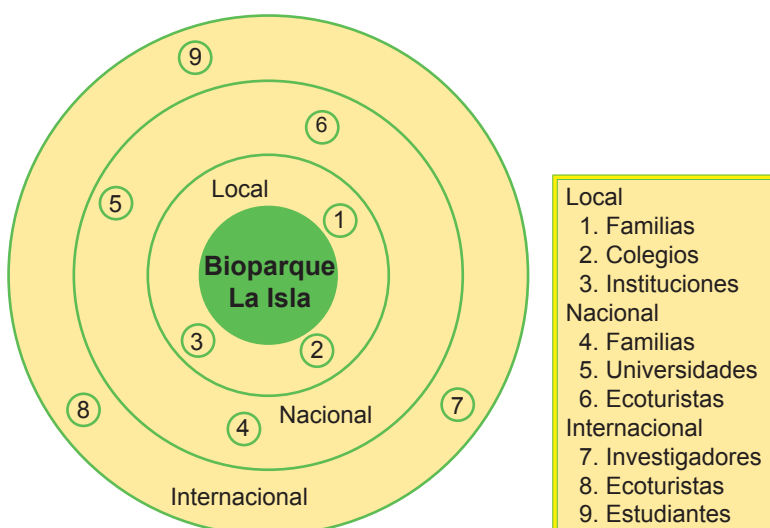 9
6
Local
5
1
Bioparque
La Isla
3
2
8
7
4
Nacional
Internacional
Local
1. Familias
2. Colegios
3. Instituciones
Nacional
4. Familias
5. Universidades
6. Ecoturistas
Internacional
7. Investigadores
8. Ecoturistas
9. Estudiantes